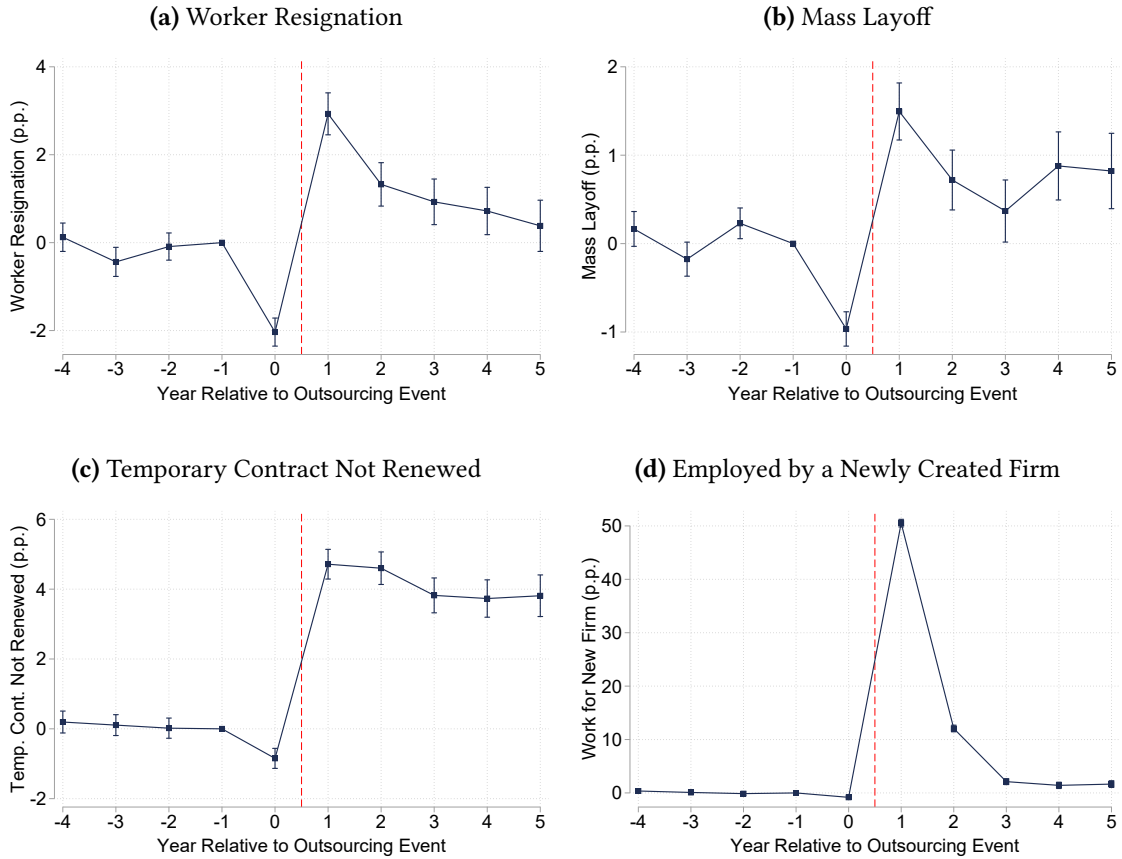 (a) Worker Resignation
Worker Resignation (p.p.)
4
2
0
-2
-4 -3 -2 -1 0 1 2 3 4 5
Year Relative to Outsourcing Event
(b) Mass Layoff
Mass Layoff (p.p.)
2
1
0
-1
-4 -3 -2 -1 0 1 2 3 4 5
Year Relative to Outsourcing Event
(c) Temporary Contract Not Renewed
Temp. Cont. Not Renewed (p.p.)
6
4
2
0
-2
-4 -3 -2 -1 0 1 2 3 4 5
Year Relative to Outsourcing Event
(d) Employed by a Newly Created Firm
Work for New Firm (p.p.)
50
40
30
20
10
0
-4 -3 -2 -1 0 1 2 3 4 5
Year Relative to Outsourcing Event